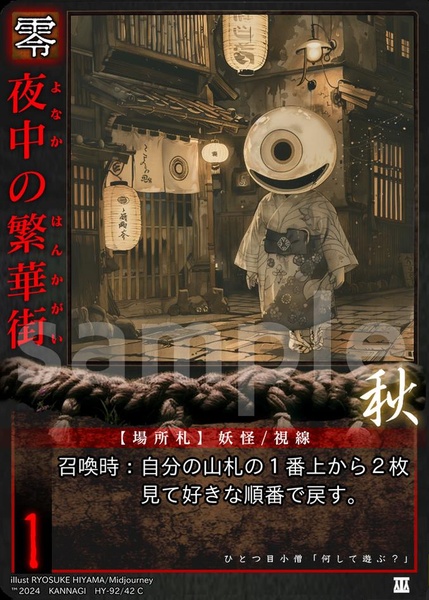 零
夜中の繁華街
よなか
はんかがい
sample
秋
【場所札】妖怪/視線
召喚時：自分の山札の１番上から２枚
見て好きな順番で戻す。
1
ひとつ目小僧「何して遊ぶ？」
illust RYOSUKE HIYAMA/Midjourney
™2024 KANNAGI HY-92/42 C